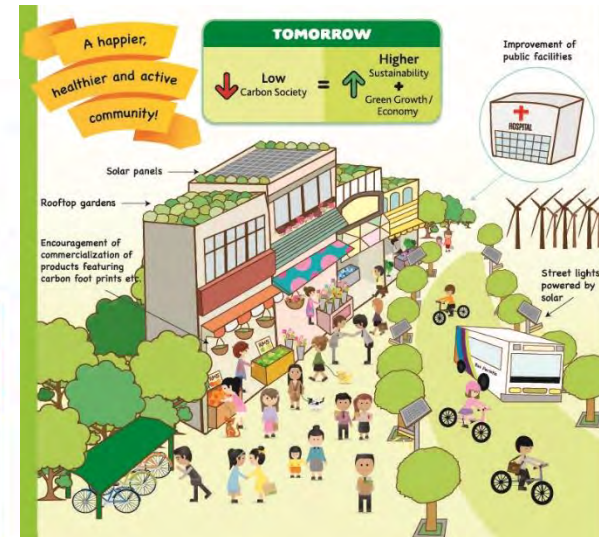 A happier,
healthier and active
community!
TOMORROW
Low
Carbon Society
=
Higher
Sustainability
+
Green Growth/
Economy
Improvement of
public facilities
HOSPITAL
Solar panels
Rooftop gardens
Encouragement of
commercialization of
products featuring
carbon foot prints etc.
Street lights
powered by
solar